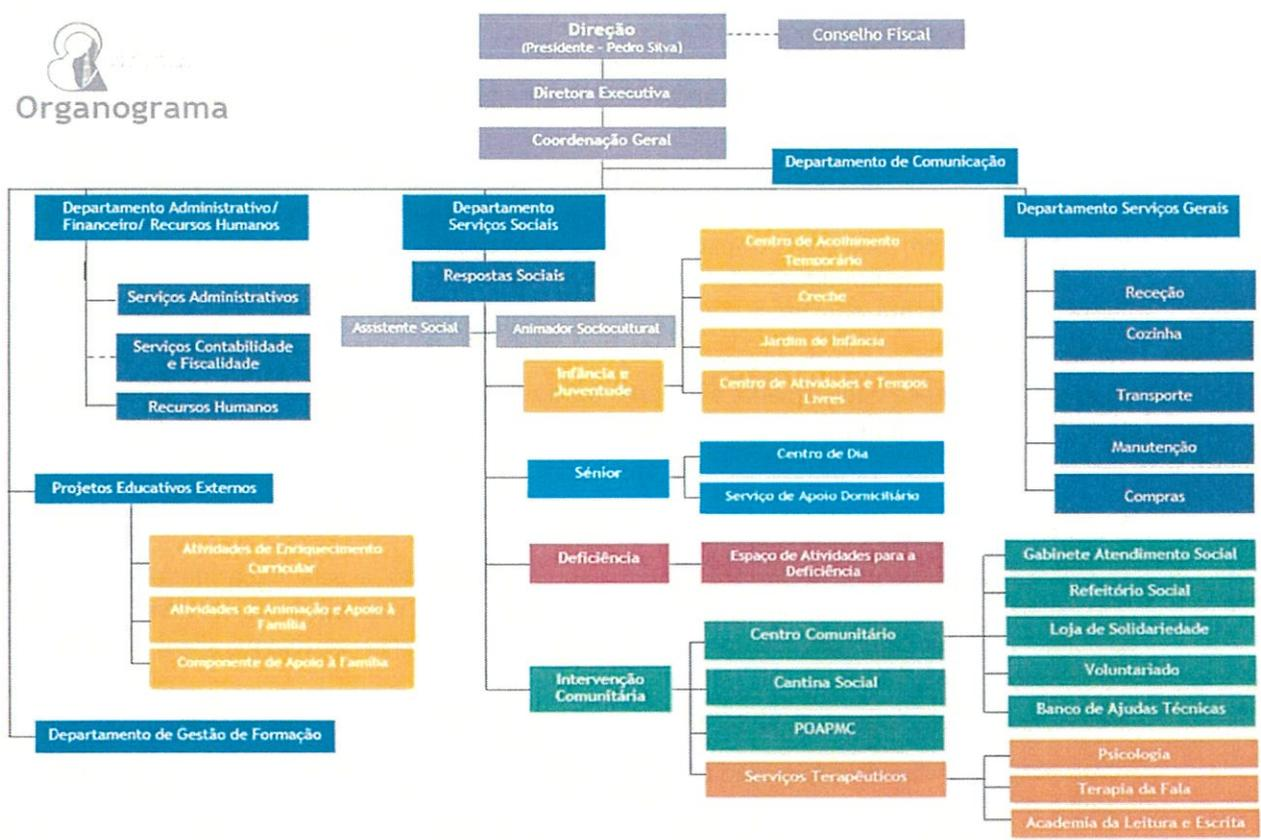 Organograma
Direção
(Presidente - Pedro Silva)
Conselho Fiscal
Diretora Executiva
Coordenação Geral
Departamento de Comunicação
Departamento Administrativo/
Financeiro/ Recursos Humanos
Serviços Administrativos
Serviços Contabilidade
e Fiscalidade
Recursos Humanos
Projetos Educativos Externos
Atividades de Enriquecimento
Curricular
Atividades de Animação e Apoio à
Família
Componente de Apoio à Família
Departamento de Gestão de Formação
Departamento
Serviços Sociais
Respostas Sociais
Assistente Social
Animador Sociocultural
Infância e
Juventude
Centro de Acolhimento
Temporário
Creche
Jardim de Infância
Centro de Atividades e Tempos
Livres
Sénior
Centro de Dia
Serviço de Apoio Domiciliário
Deficiência
Espaço de Atividades para a
Deficiência
Intervenção
Comunitária
Centro Comunitário
Cantina Social
POAPMC
Serviços Terapêuticos
Gabinete Atendimento Social
Refeitório Social
Loja de Solidariedade
Voluntariado
Banco de Ajudas Técnicas
Psicologia
Terapia da Fala
Academia da Leitura e Escrita
Departamento Serviços Gerais
Receção
Cozinha
Transporte
Manutenção
Compras